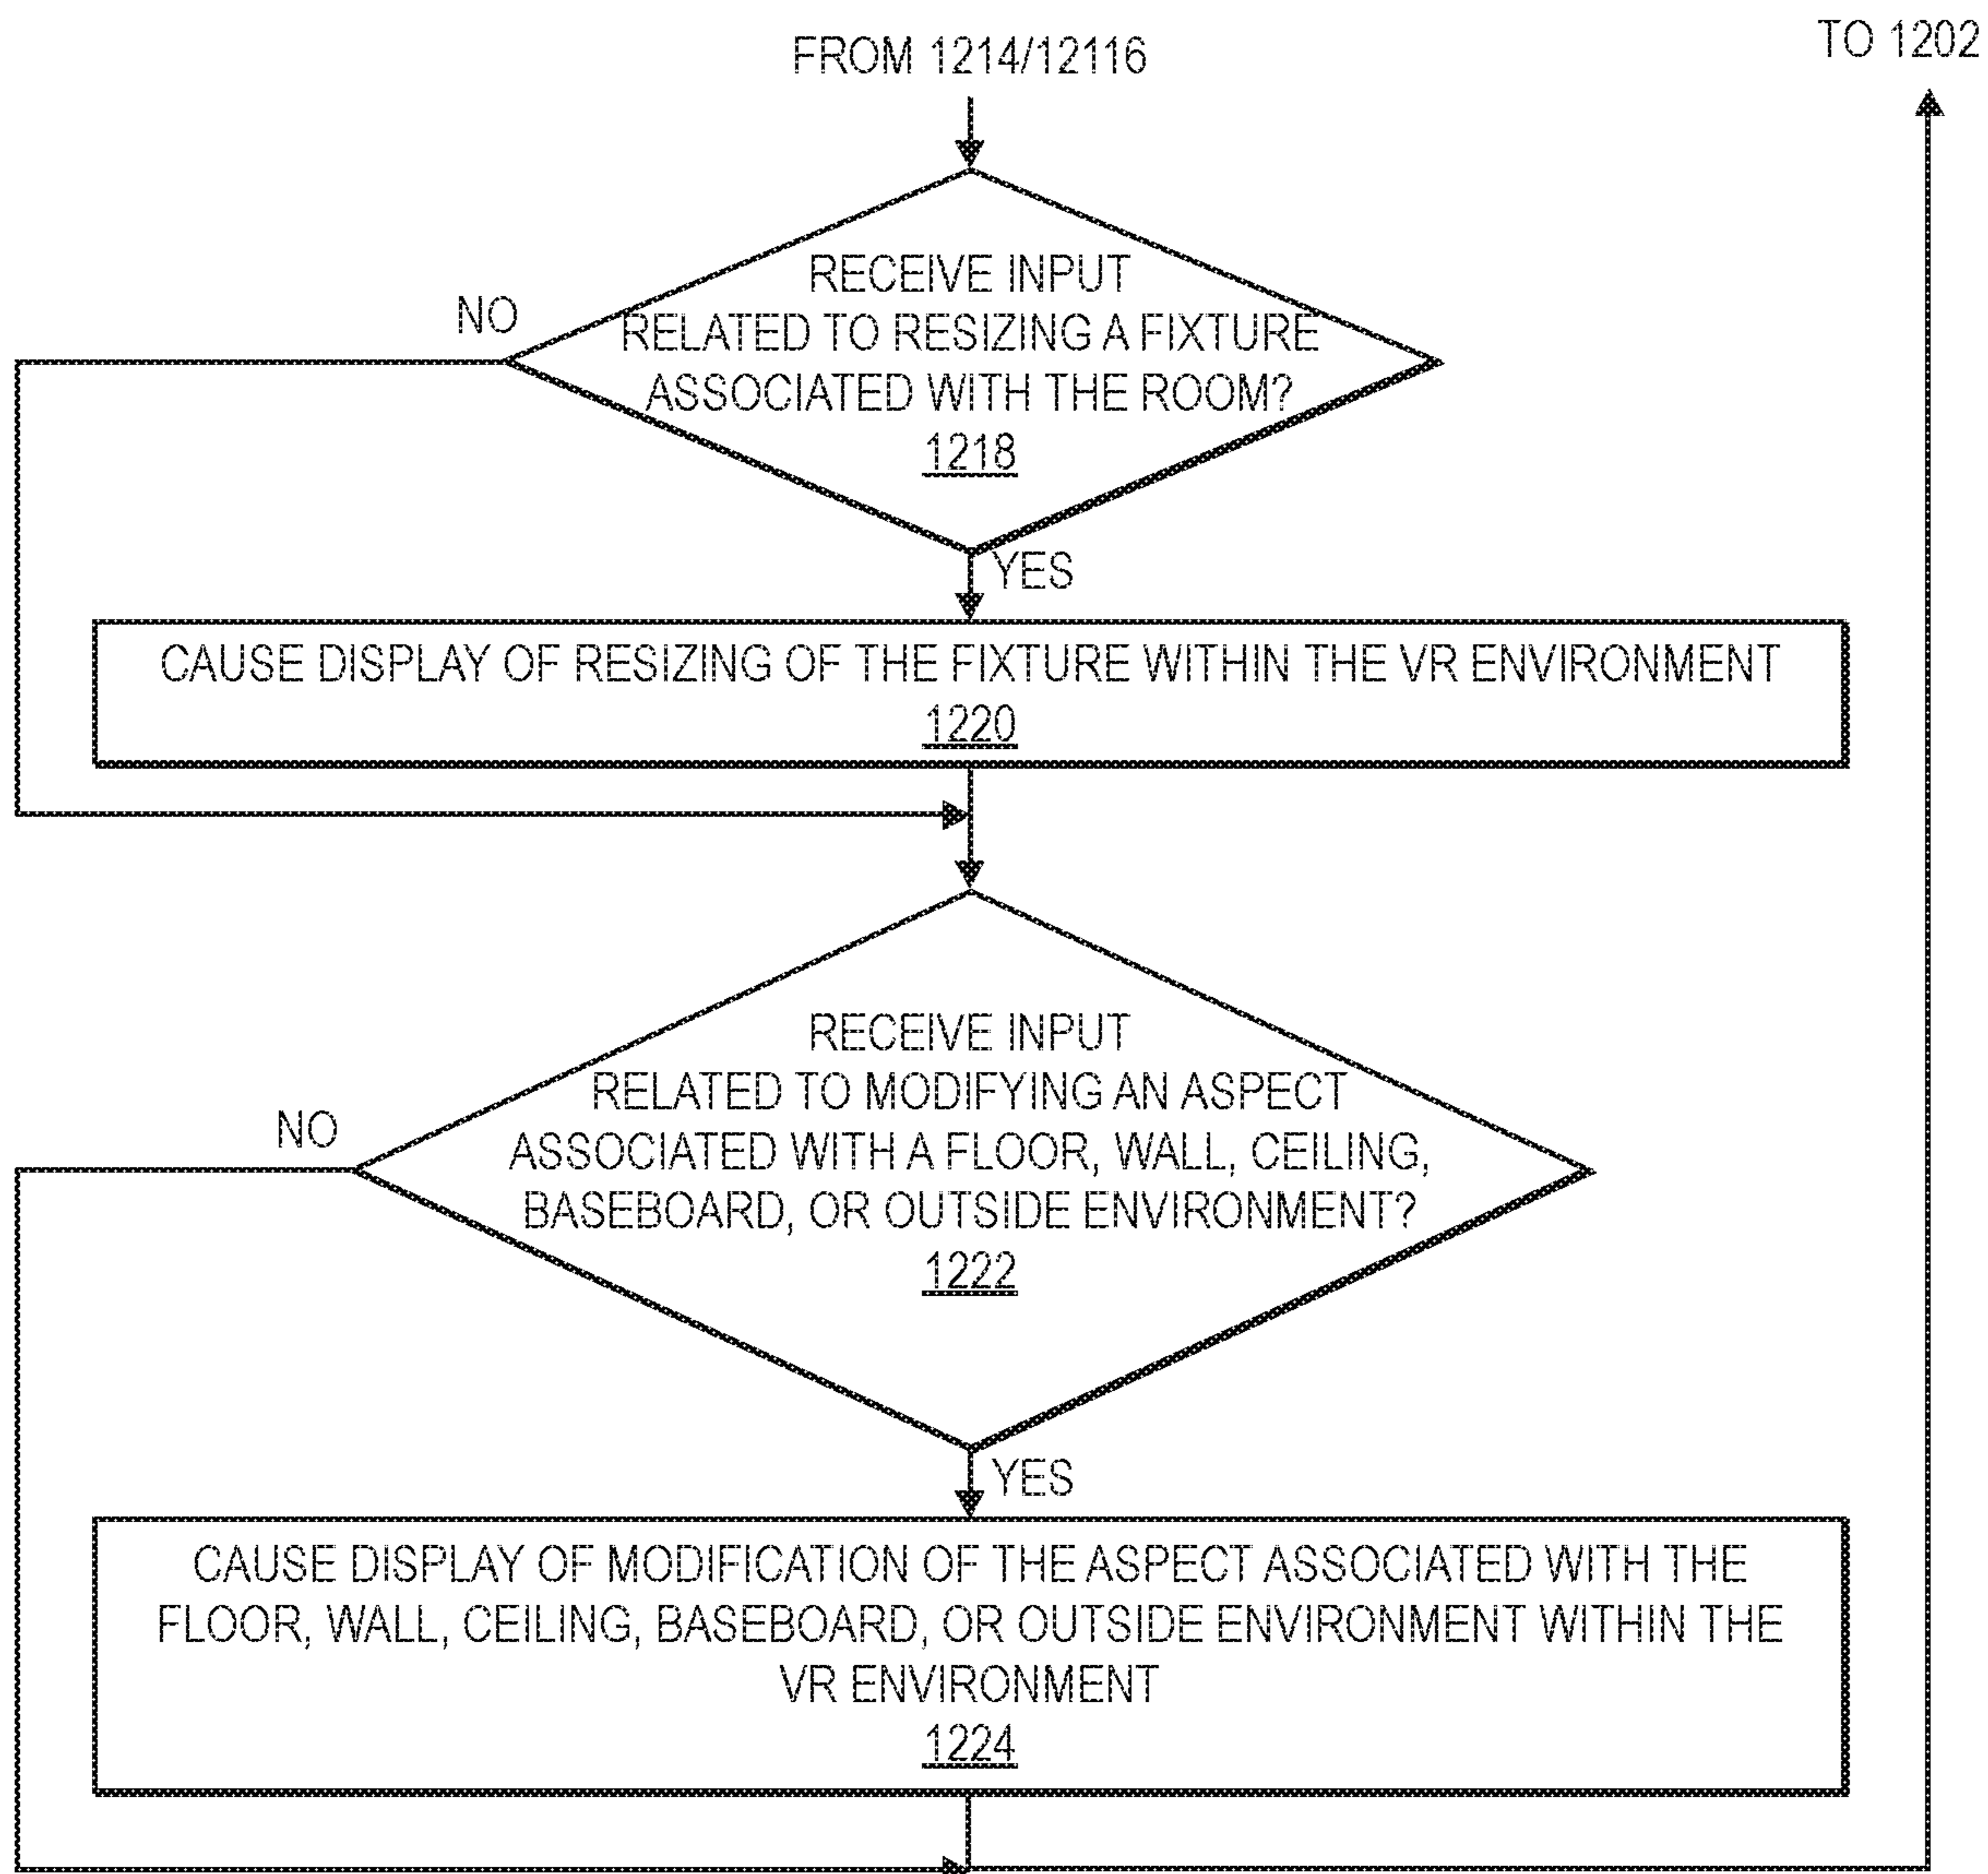 FROM 1214/12116
TO 1202
RECEIVE INPUT
RELATED TO RESIZING A FIXTURE
ASSOCIATED WITH THE ROOM?
1218
NO
YES
CAUSE DISPLAY OF RESIZING OF THE FIXTURE WITHIN THE VR ENVIRONMENT
1220
RECEIVE INPUT
RELATED TO MODIFYING AN ASPECT
ASSOCIATED WITH A FLOOR, WALL, CEILING,
BASEBOARD, OR OUTSIDE ENVIRONMENT?
1222
NO
YES
CAUSE DISPLAY OF MODIFICATION OF THE ASPECT ASSOCIATED WITH THE
FLOOR, WALL, CEILING, BASEBOARD, OR OUTSIDE ENVIRONMENT WITHIN THE
VR ENVIRONMENT
1224